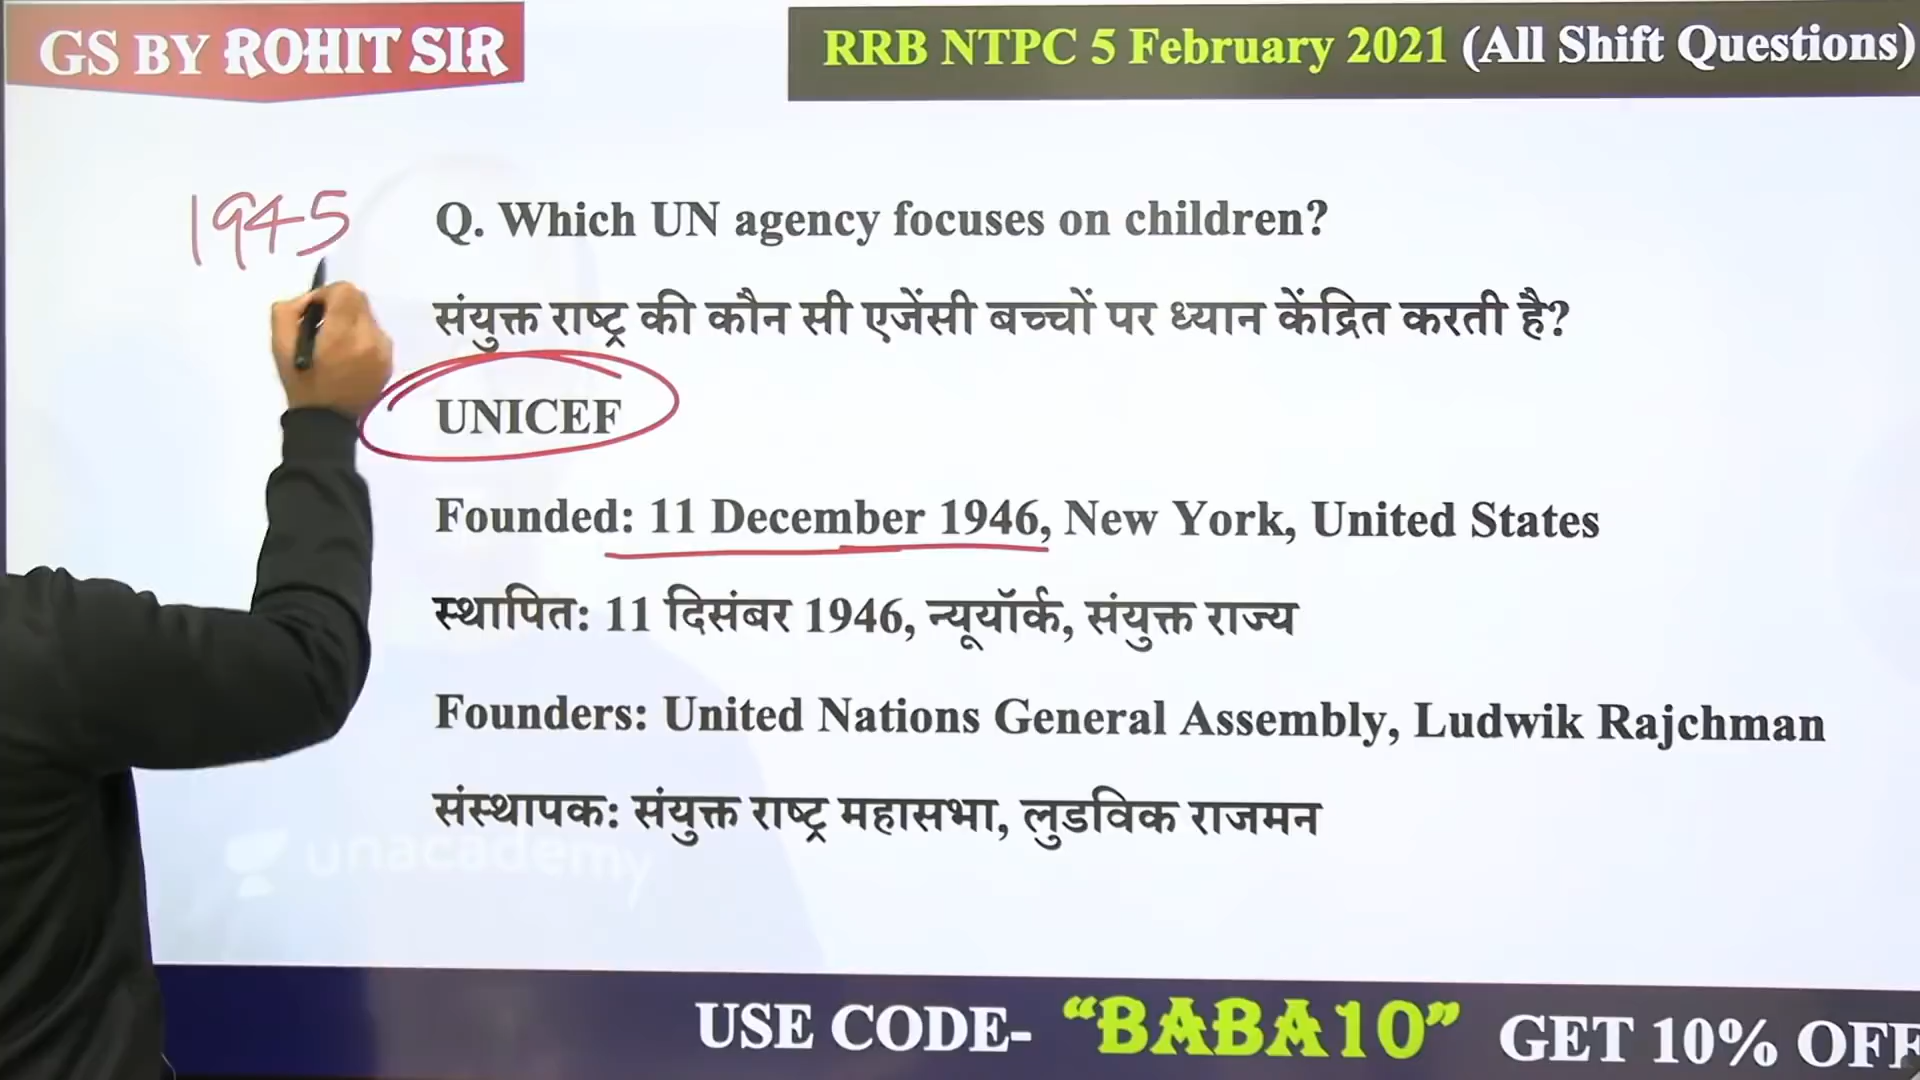 GS BY ROHIT SIR
RRB NTPC 5 February 2021 (All Shift Questions)
1945
Q. Which UN agency focuses on children?
संयुक्त राष्ट्र की कौन सी एजेंसी बच्चों पर ध्यान केंद्रित करती है?
UNICEF
Founded: 11 December 1946, New York, United States
स्थापित: 11 दिसंबर 1946, न्यूयॉर्क, संयुक्त राज्य
Founders: United Nations General Assembly, Ludwik Rajchman
संस्थापक: संयुक्त राष्ट्र महासभा, लुडविक राजमन
unacademy
USE CODE- “BABA10” GET 10% OFF